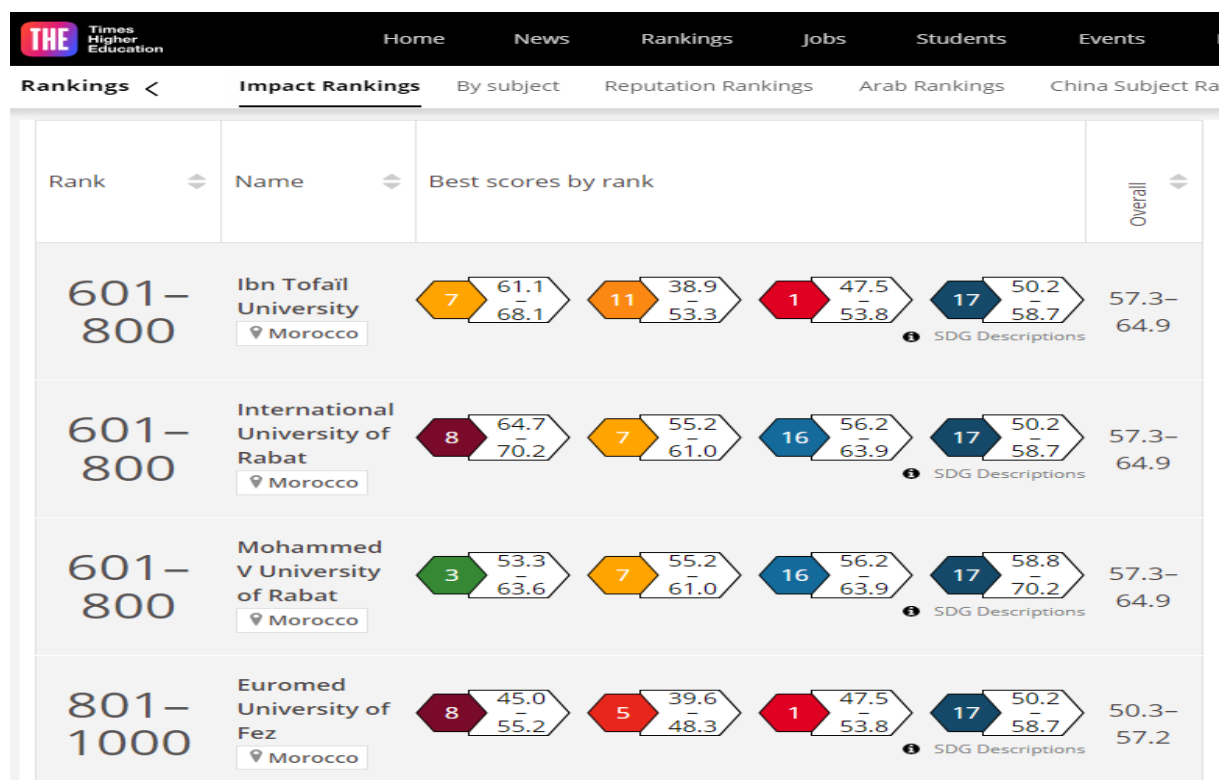 THE Times
Higher
Education
Home News Rankings Jobs Students Events
Rankings < Impact Rankings By subject Reputation Rankings Arab Rankings China Subject Ra
Rank Name Best scores by rank Overall
601–
800
Ibn Tofaïl
University
Morocco
7 61.1
–
68.1
11 38.9
–
53.3
1 47.5
–
53.8
17 50.2
–
58.7
SDG Descriptions
57.3–
64.9
601–
800
International
University of
Rabat
Morocco
8 64.7
–
70.2
7 55.2
–
61.0
16 56.2
–
63.9
17 50.2
–
58.7
SDG Descriptions
57.3–
64.9
601–
800
Mohammed
V University
of Rabat
Morocco
3 53.3
–
63.6
7 55.2
–
61.0
16 56.2
–
63.9
17 58.8
–
70.2
SDG Descriptions
57.3–
64.9
801–
1000
Euromed
University of
Fez
Morocco
8 45.0
–
55.2
5 39.6
–
48.3
1 47.5
–
53.8
17 50.2
–
58.7
SDG Descriptions
50.3–
57.2